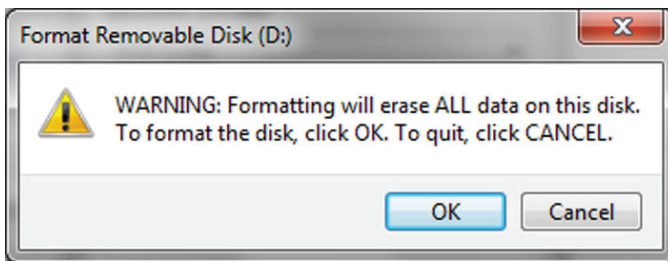 Format Removable Disk (D:)
WARNING: Formatting will erase ALL data on this disk.
To format the disk, click OK. To quit, click CANCEL.
OK
Cancel